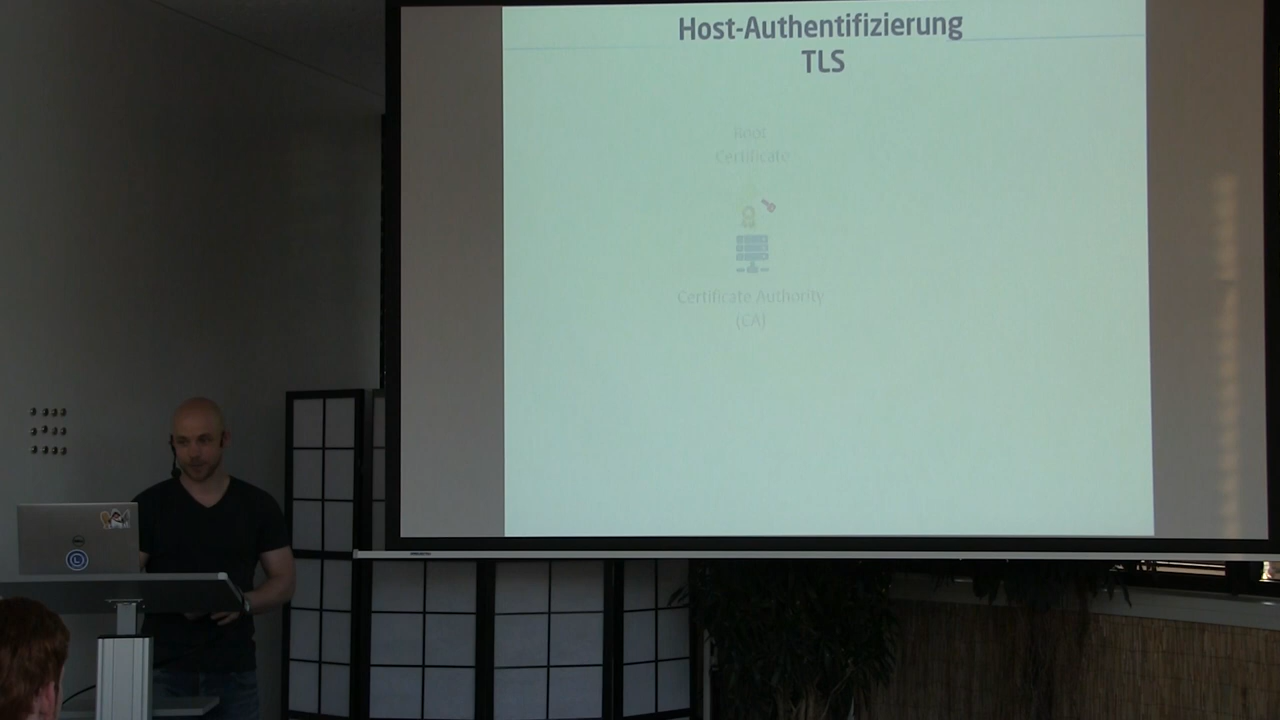 Host-Authentifizierung
TLS
Root
Certificate
Certificate Authority
(CA)